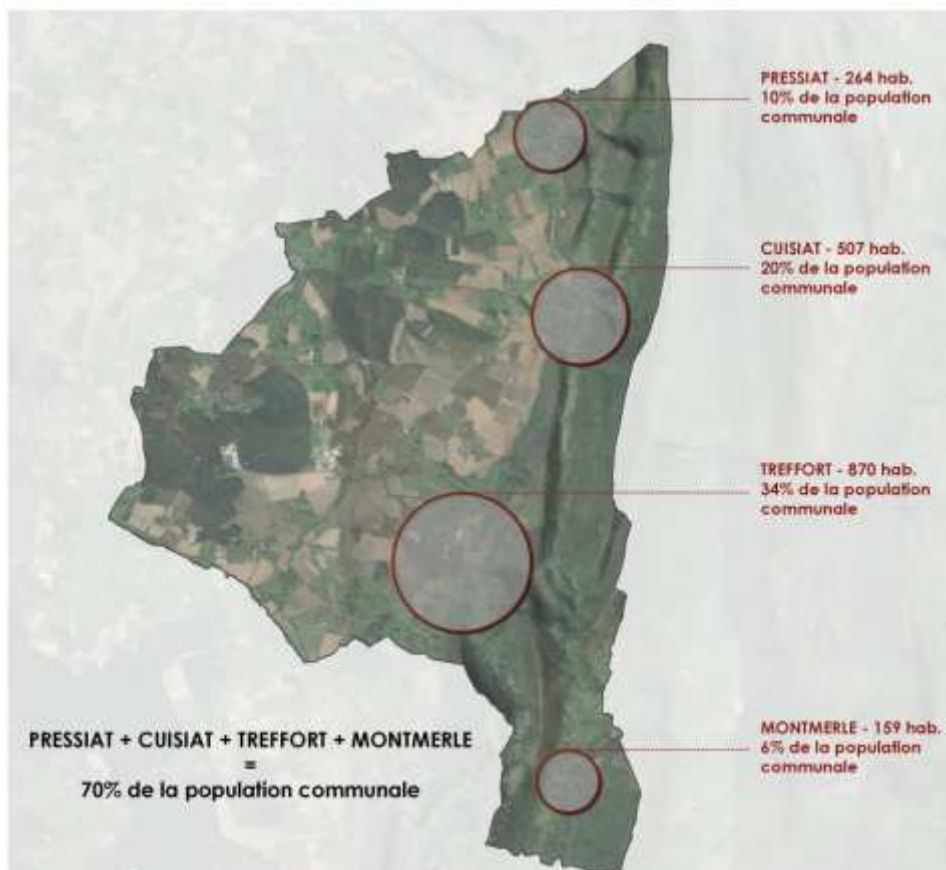 PRESSIAT - 264 hab.
10% de la population
communale
CUISIAT - 507 hab.
20% de la population
communale
TREFFORT - 870 hab.
34% de la population
communale
MONTMERLE - 159 hab.
6% de la population
communale
PRESSIAT + CUISIAT + TREFFORT + MONTMERLE
=
70% de la population communale